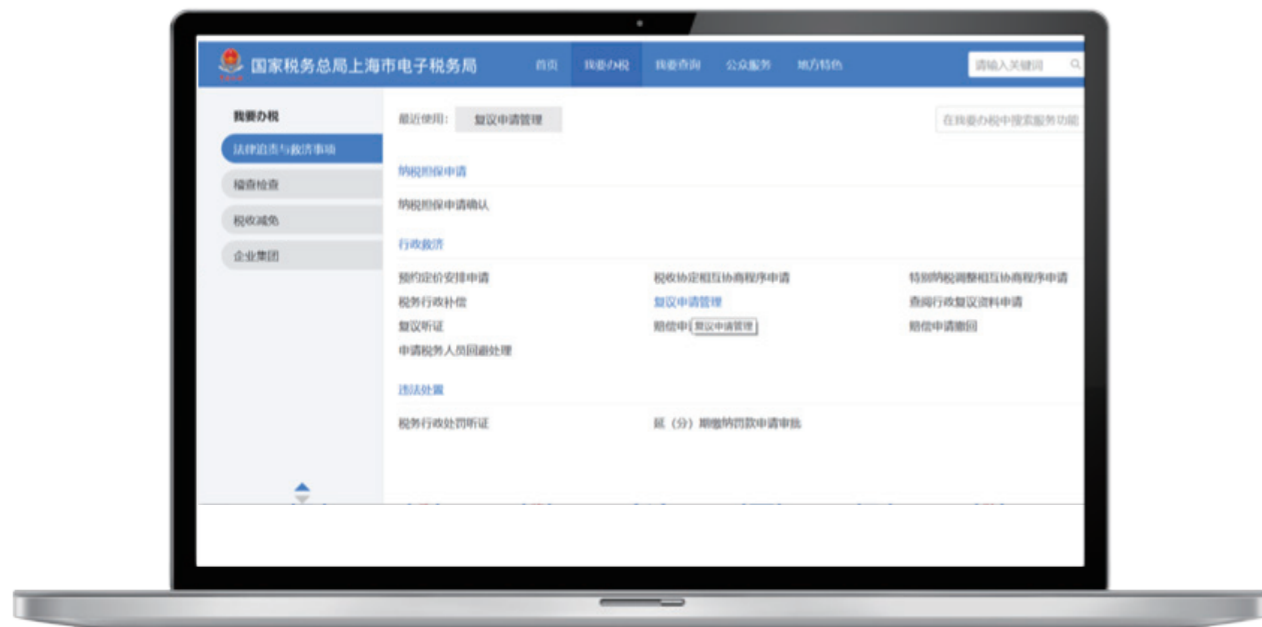 国家税务总局上海市电子税务局 首页 我要办税 我要查询 公众服务 地方特色 请输入关键词
我要办税 最近使用： 复议申请管理 在我要办税中搜索服务功能
法律追责与救济事项
稽查检查
税收减免
企业集团
纳税担保申请
纳税担保申请确认
行政救济
预约定价安排申请 税收协定相互协商程序申请 特别纳税调整相互协商程序申请
税务行政补偿 复议申请管理 查阅行政复议资料申请
复议听证 赔偿申 复议申请管理 赔偿申请撤回
申请税务人员回避处理
违法处置
税务行政处罚听证 延（分）期缴纳罚款申请审批